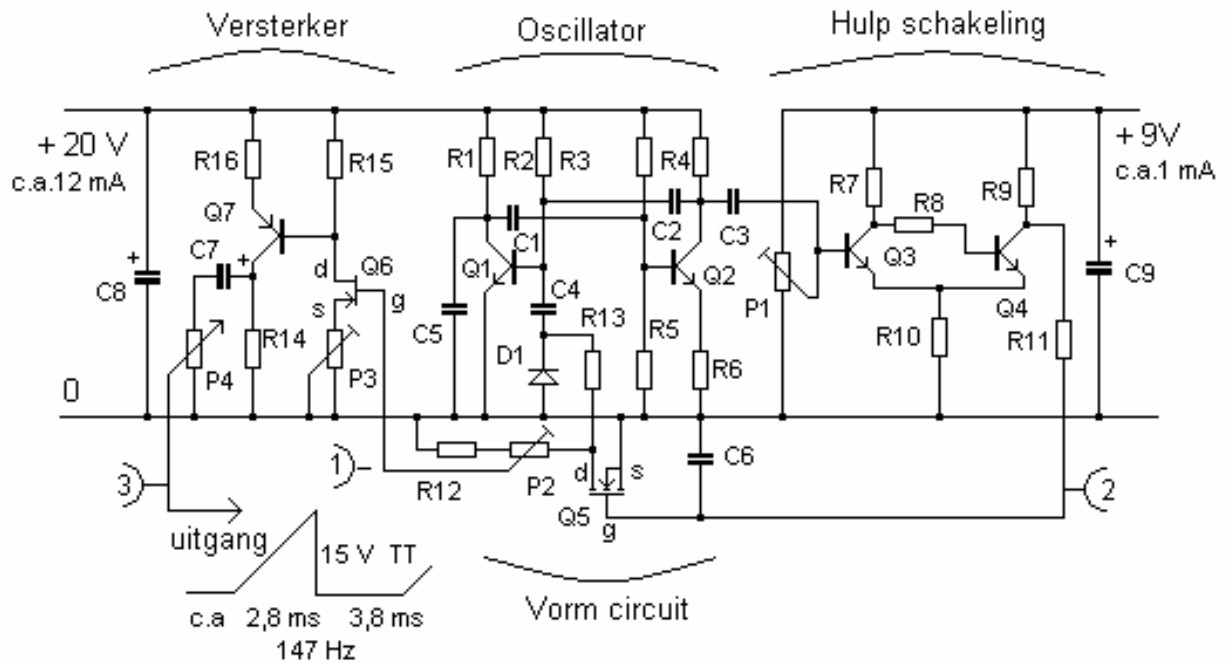 Versterker Oscillator Hulp schakeling
+ 20 V
c.a.12 mA
R16 R15 R1 R2 R3 R4 R7 R8 R9
+ 9V
c.a.1 mA
Q7 C7 + d Q6 s g
C8 +
P4 R14 P3
Q1 C1 C2 C3 Q2
C5 C4 D1 R13 R5 R6
P1 Q3 Q4 R10 R11
+ C9
0
3 1 R12 P2 d s Q5 g C6 2
uitgang
15 V TT
c.a 2,8 ms 3,8 ms
147 Hz
Vorm circuit